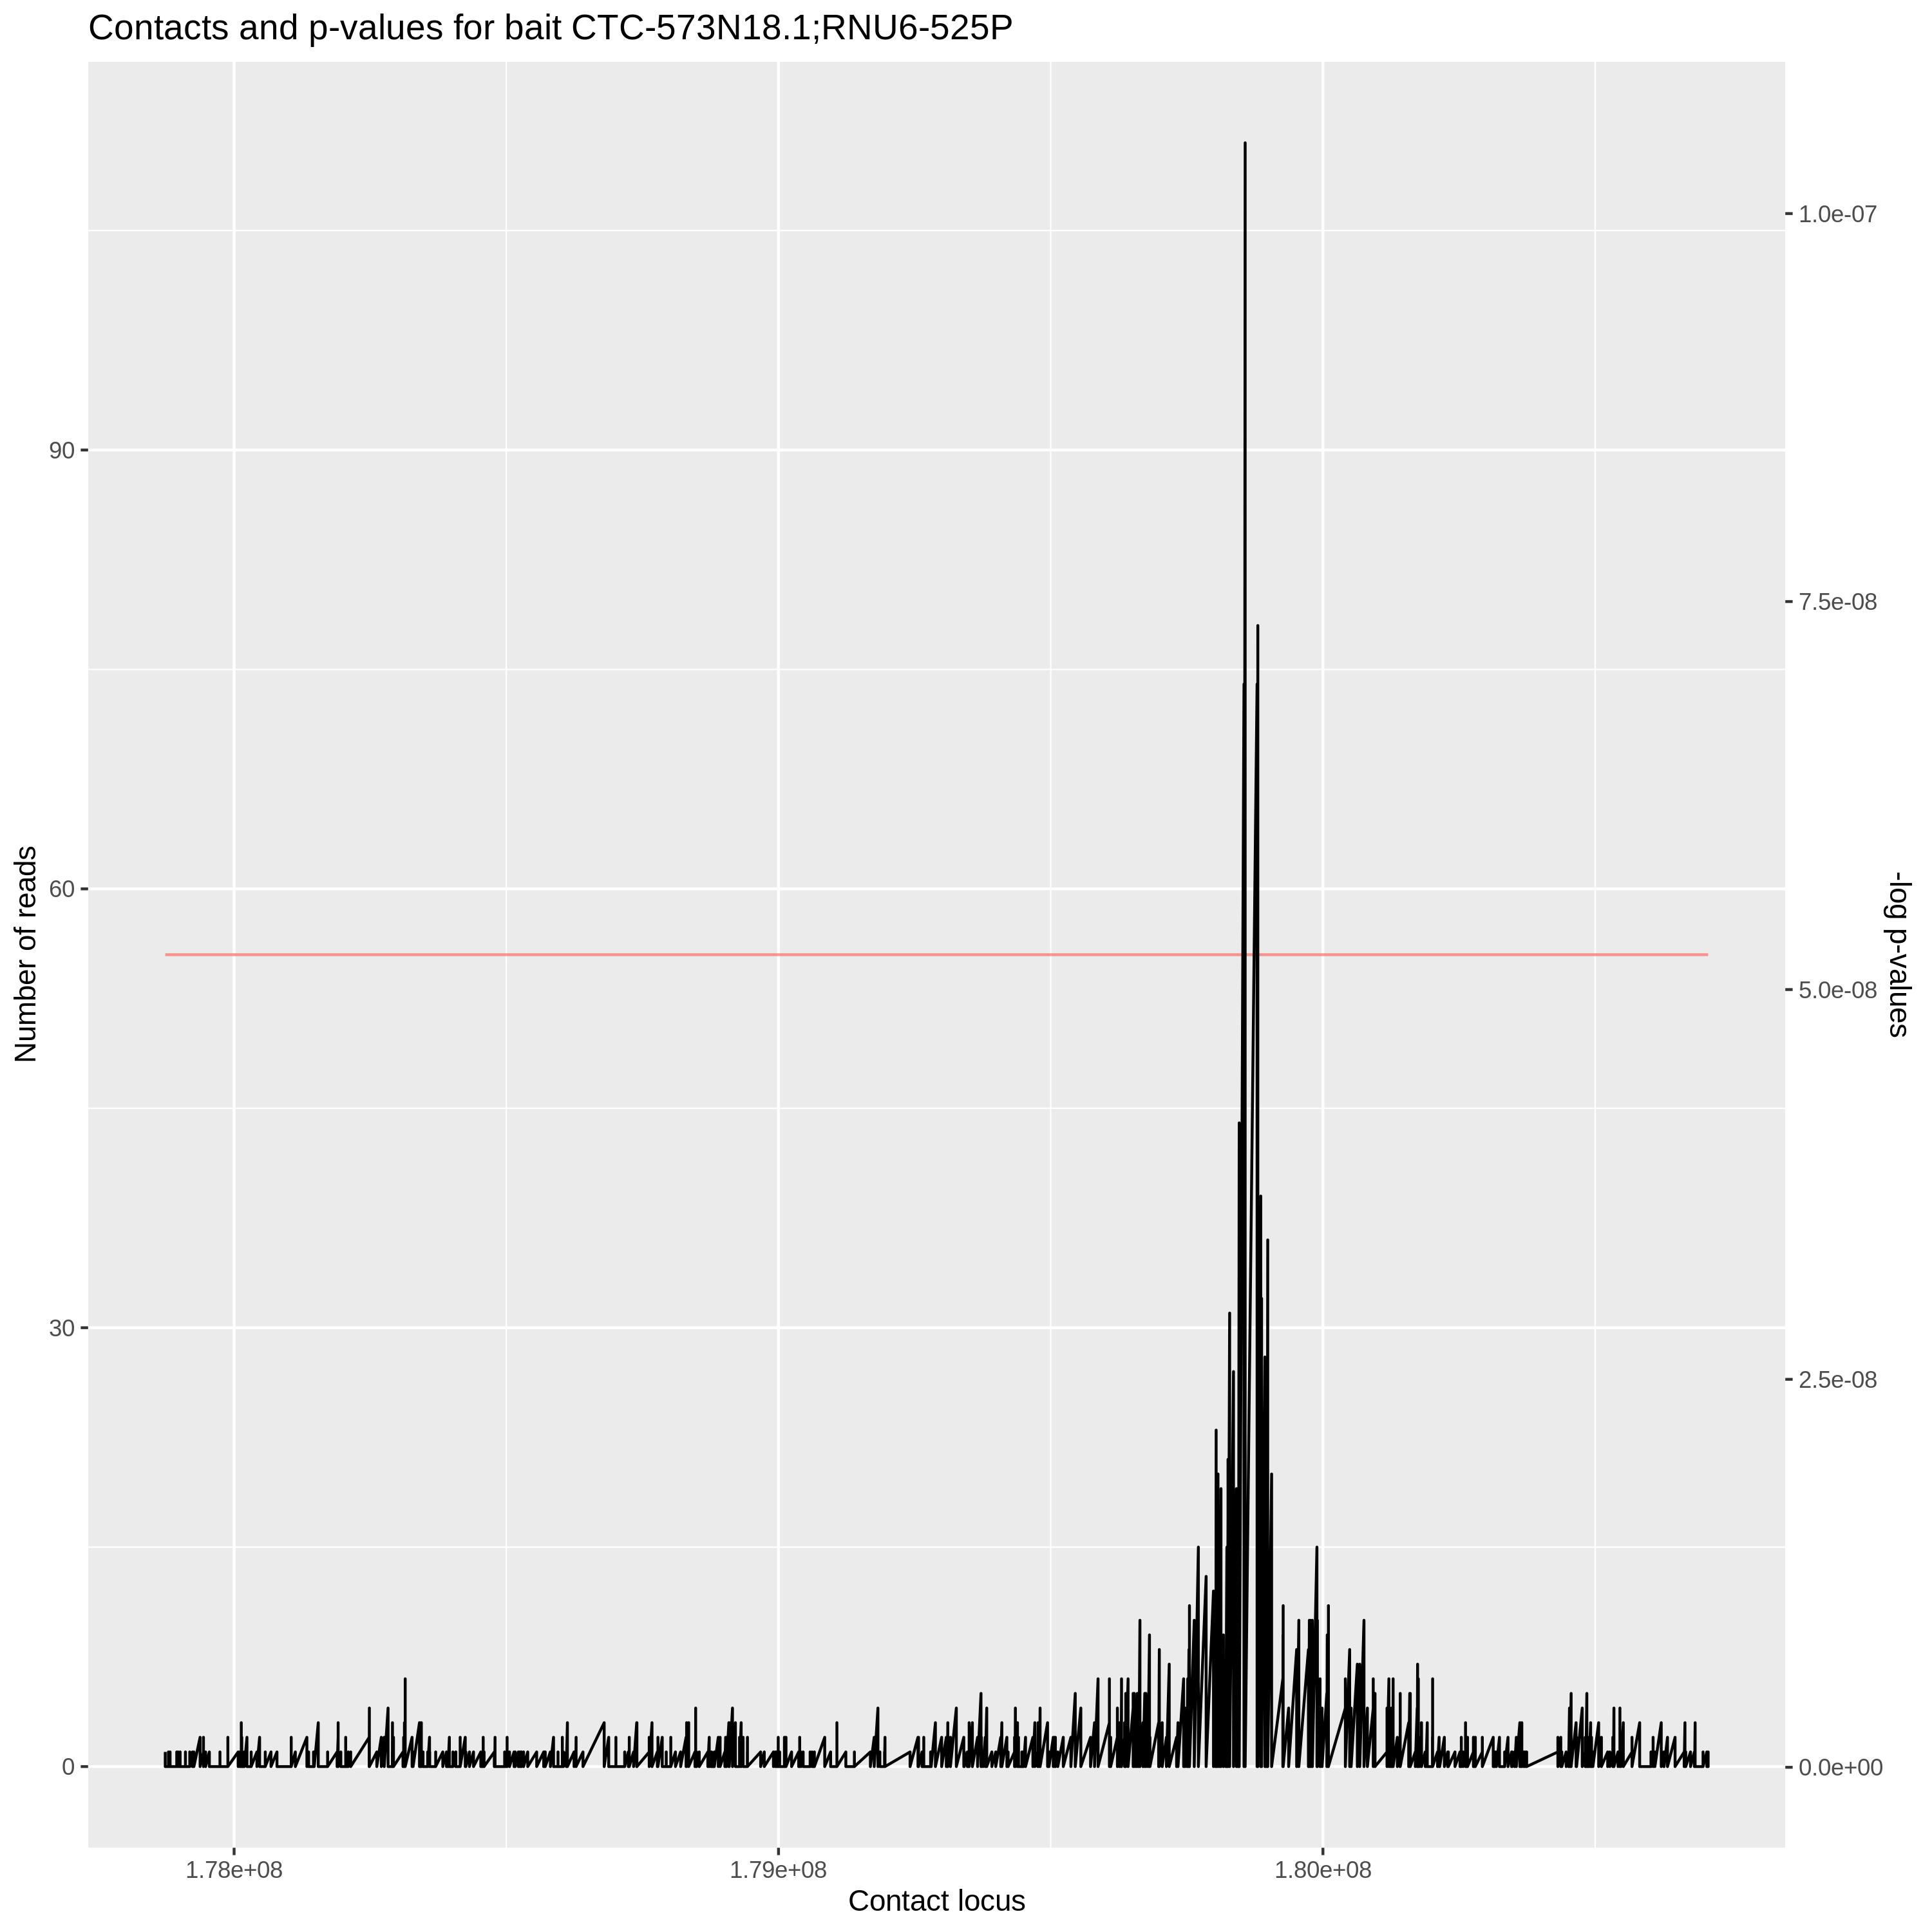 Contacts and p-values for bait CTC-573N18.1;RNU6-525P
90
60
30
0
Number of reads
1.0e-07
7.5e-08
5.0e-08
2.5e-08
0.0e+00
-log p-values
1.78e+08
1.79e+08
1.80e+08
Contact locus